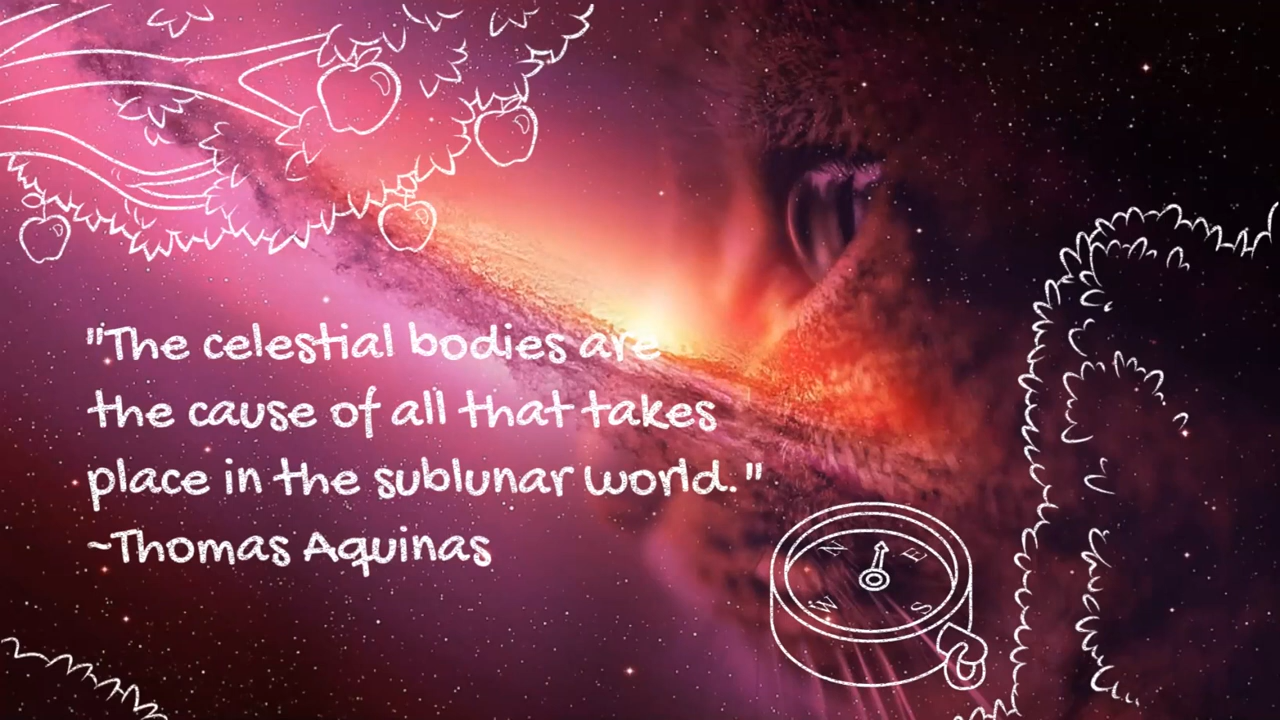 "The celestial bodies are
the cause of all that takes
place in the sublunar world."
~Thomas Aquinas
N E
W S